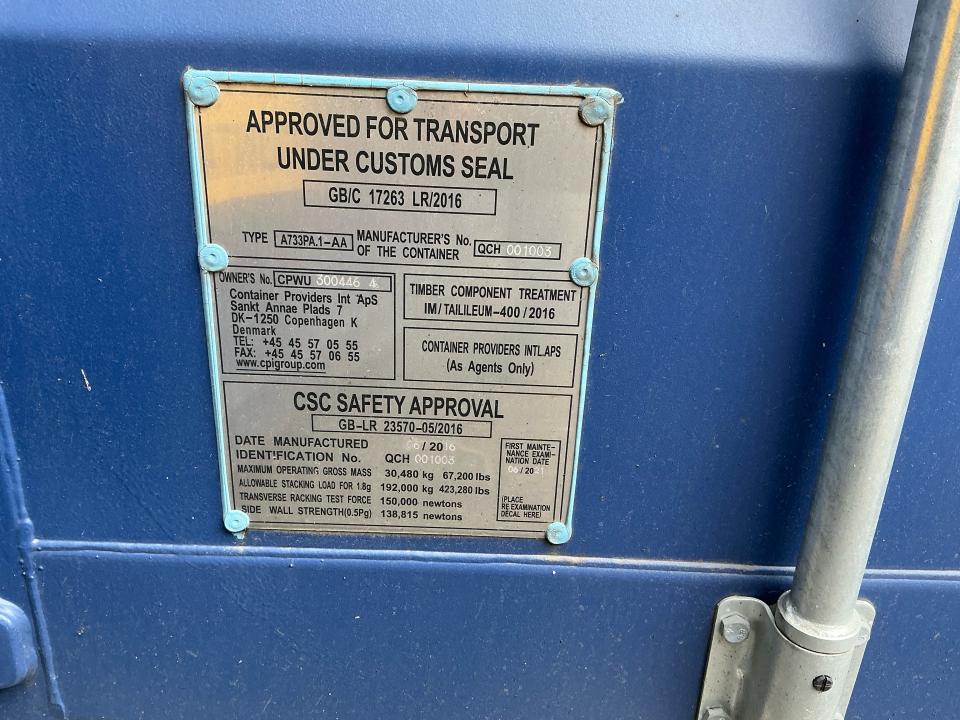 APPROVED FOR TRANSPORT
UNDER CUSTOMS SEAL
GB/C 17263 LR/2016
TYPE A733PA.1-AA MANUFACTURER'S No. OF THE CONTAINER QCH 001003
OWNER'S No. CPWU 300446 4
Container Providers Int ApS
Sankt Annae Plads 7
DK-1250 Copenhagen K
Denmark
TEL: +45 45 57 05 55
FAX: +45 45 57 06 55
www.cpigroup.com
TIMBER COMPONENT TREATMENT
IM/TAILILEUM-400/2016
CONTAINER PROVIDERS INTL.APS
(As Agents Only)
CSC SAFETY APPROVAL
GB-LR 23570-05/2016
DATE MANUFACTURED 06/2016
IDENTIFICATION No. QCH 001003
MAXIMUM OPERATING GROSS MASS 30,480 kg 67,200 lbs
ALLOWABLE STACKING LOAD FOR 1.8g 192,000 kg 423,280 lbs
TRANSVERSE RACKING TEST FORCE 150,000 newtons
SIDE WALL STRENGTH(0.5Pg) 138,815 newtons
FIRST MAINTE-
NANCE EXAMI-
NATION DATE
06/2021
(PLACE
RE EXAMINATION
DECAL HERE)